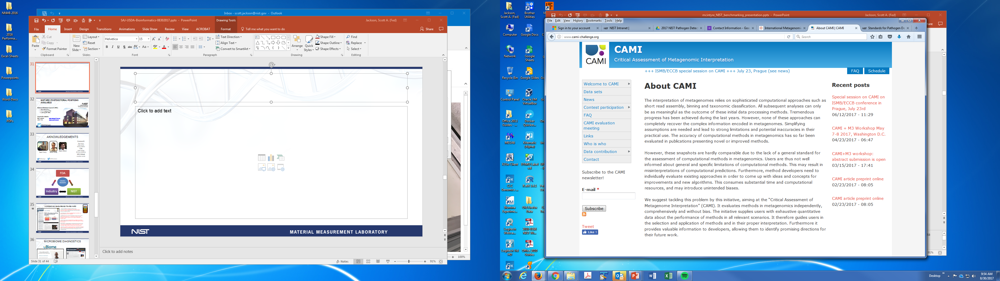 NNMI-2016
2016
Performa...
Excel-Sheets
Powerpoints
Word-Docs
PDFs
Inbox - scott.jackson@nist.gov - Outlook
SAJ-USDA-Bioinformatics-08302017.pptx - PowerPoint
Drawing Tools
Jackson, Scott A. (Fed)
File Home Insert Design Transitions Animations Slide Show Review View ACROBAT Format Tell me what you want to do Share
Paste
Cut
Copy
Format Painter
Clipboard
New
Slide
Layout
Reset
Section
Slides
Helvetica 15
B I U S abc AV Aa A
Font
Text Direction
Align Text
Convert to SmartArt
Paragraph
Arrange
Quick
Styles
Shape Fill
Shape Outline
Shape Effects
Drawing
Find
Replace
Select
Editing
31
32
NIST-NRC POSTDOCTORAL POSITIONS
AVAILABLE
NIST
33
AKNOWLEDGEMENTS
FDA
34
FDA
Industry
Standards
Industry
NIST
35
MICROBIOME MEASUREMENTS ARE HARD
36
MICROBIOME DIAGNOSTICS
uBiome
Click to add text
NIST
MATERIAL MEASUREMENT LABORATORY
Click to add notes
Slide 31 of 44
Notes
91%
100%
Jackson,
Scott A. (Fed)
Brother
Utilities
Computer
Google Docs
Network
Google
Sheets
Recycle Bin
Google Slides
Control Panel
Oracle VM
VirtualBox
Office 2013
Guides - ...
Docker
Quickst...
MEGA6
Kitematic
(Alpha)
X2Go Client
DYMO Label
v.8
CLC
Genomics ...
Rx64 3.4.1
Illumina
Experime...
Old Firefox
Data
Logitech
Webca...
2010-0348
NIST Wi...
Logitech Vid
HD
Office 2010
Guides
mcintyre_NIST_benchmarking_presentation.pptx - PowerPoint
Jackson, Scott A. (Fed)
File Edit View History Bookmarks Tools Help
Sign in to your account
NIST Intranet |
2017 NIST Pathogen Detec
Contact Information - Goo
International Metagenomi
About CAMI | CAMI
Standards for Pathogen De
www.cami-challenge.org
Search
CAMI
CAMI
Critical Assessment of Metagenomic Interpretation
+++ ISMB/ECCB special session on CAMI +++ July 23, Prague (see news)
FAQ
Schedule
Welcome to CAMI
Data sets
News
Contest participation
FAQ
CAMI evaluation
meeting
Links
Who is who
Data contribution
Contact
Subscribe to the CAMI
newsletter!
E-mail *
Subscribe
Tweet
Like 1
About CAMI
The interpretation of metagenomes relies on sophisticated computational approaches such as
short read assembly, binning and taxonomic classification. All subsequent analyses can only
be as meaningful as the outcome of these initial data processing methods. Tremendous
progress has been achieved during the last years. However, none of these approaches can
completely recover the complex information encoded in metagenomes. Simplifying
assumptions are needed and lead to strong limitations and potential inaccuracies in their
practical use. The accuracy of computational methods in metagenomics has so far been
evaluated in publications presenting novel or improved methods.
However, these snapshots are hardly comparable due to the lack of a general standard for
the assessment of computational methods in metagenomics. Users are thus not well
informed about general and specific limitations of computational methods. This may result in
misinterpretations of computational predictions. Furthermore, method developers need to
individually evaluate existing approaches in order to come up with ideas and concepts for
improvements and new algorithms. This consumes substantial time and computational
resources, and may introduce unintended biases.
We suggest tackling this problem by this initiative, aiming at the “Critical Assessment of
Metagenome Interpretation” (CAMI). It evaluates methods in metagenomics independently,
comprehensively and without bias. The initiative supplies users with exhaustive quantitative
data about the performance of methods in all relevant scenarios. It therefore guides users in
the selection and application of methods and in their proper interpretation. Furthermore it
provides valuable information to developers, allowing them to identify promising directions for
their future work.
Recent posts
Special session on CAMI on
ISMB/ECCB conference in
Prague, July 23rd
06/12/2017 - 11:29
CAMI + M3 Workshop May
7-8 2017, Washington D.C.
04/23/2017 - 06:47
CAMI+M3 workshop:
abstract submission is open
03/15/2017 - 17:41
CAMI article preprint online
02/23/2017 - 08:05
CAMI article preprint online
02/23/2017 - 08:05
91%
Desktop
9:54 AM
8/30/2017